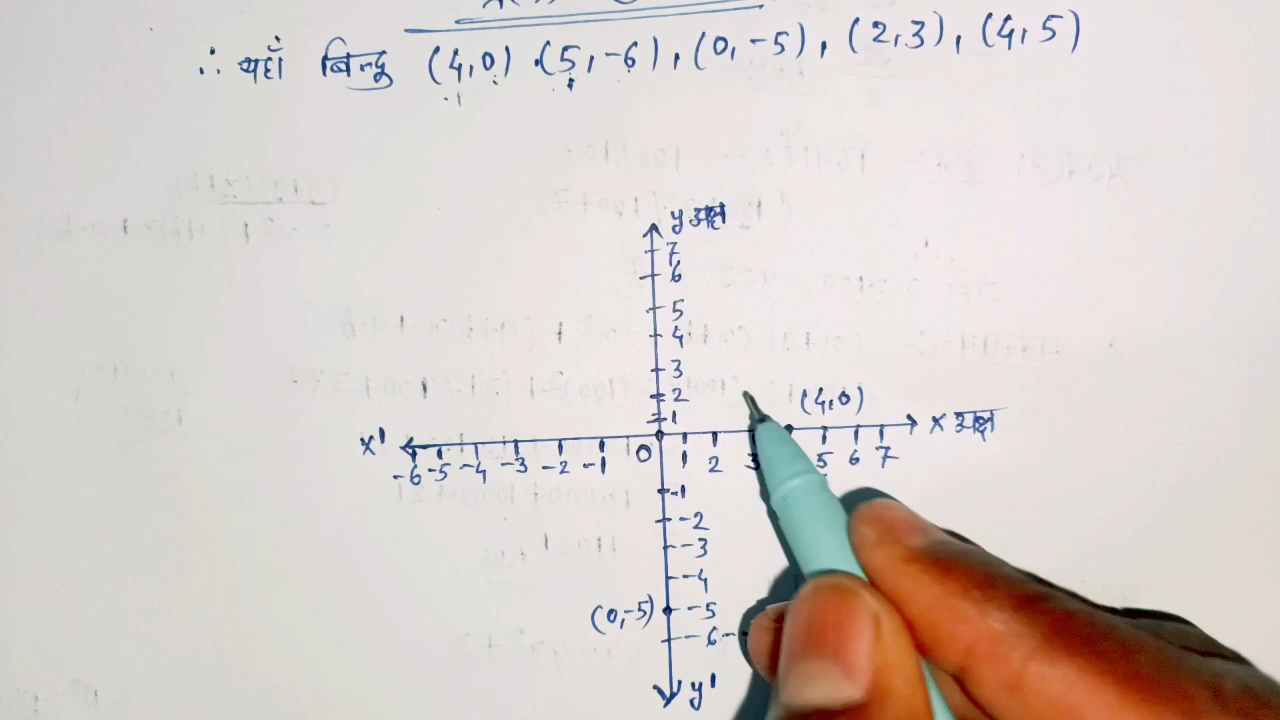 ∴ यहाँ बिन्दु (4,0) , (5,-6), (0,-5), (2,3), (4,5)
y अक्ष
7
6
5
4
3
2
1
(4,0)
x' x अक्ष
-6 -5 -4 -3 -2 -1 0 1 2 3 5 6 7
-1
-2
-3
-4
(0,-5) -5
-6
y'